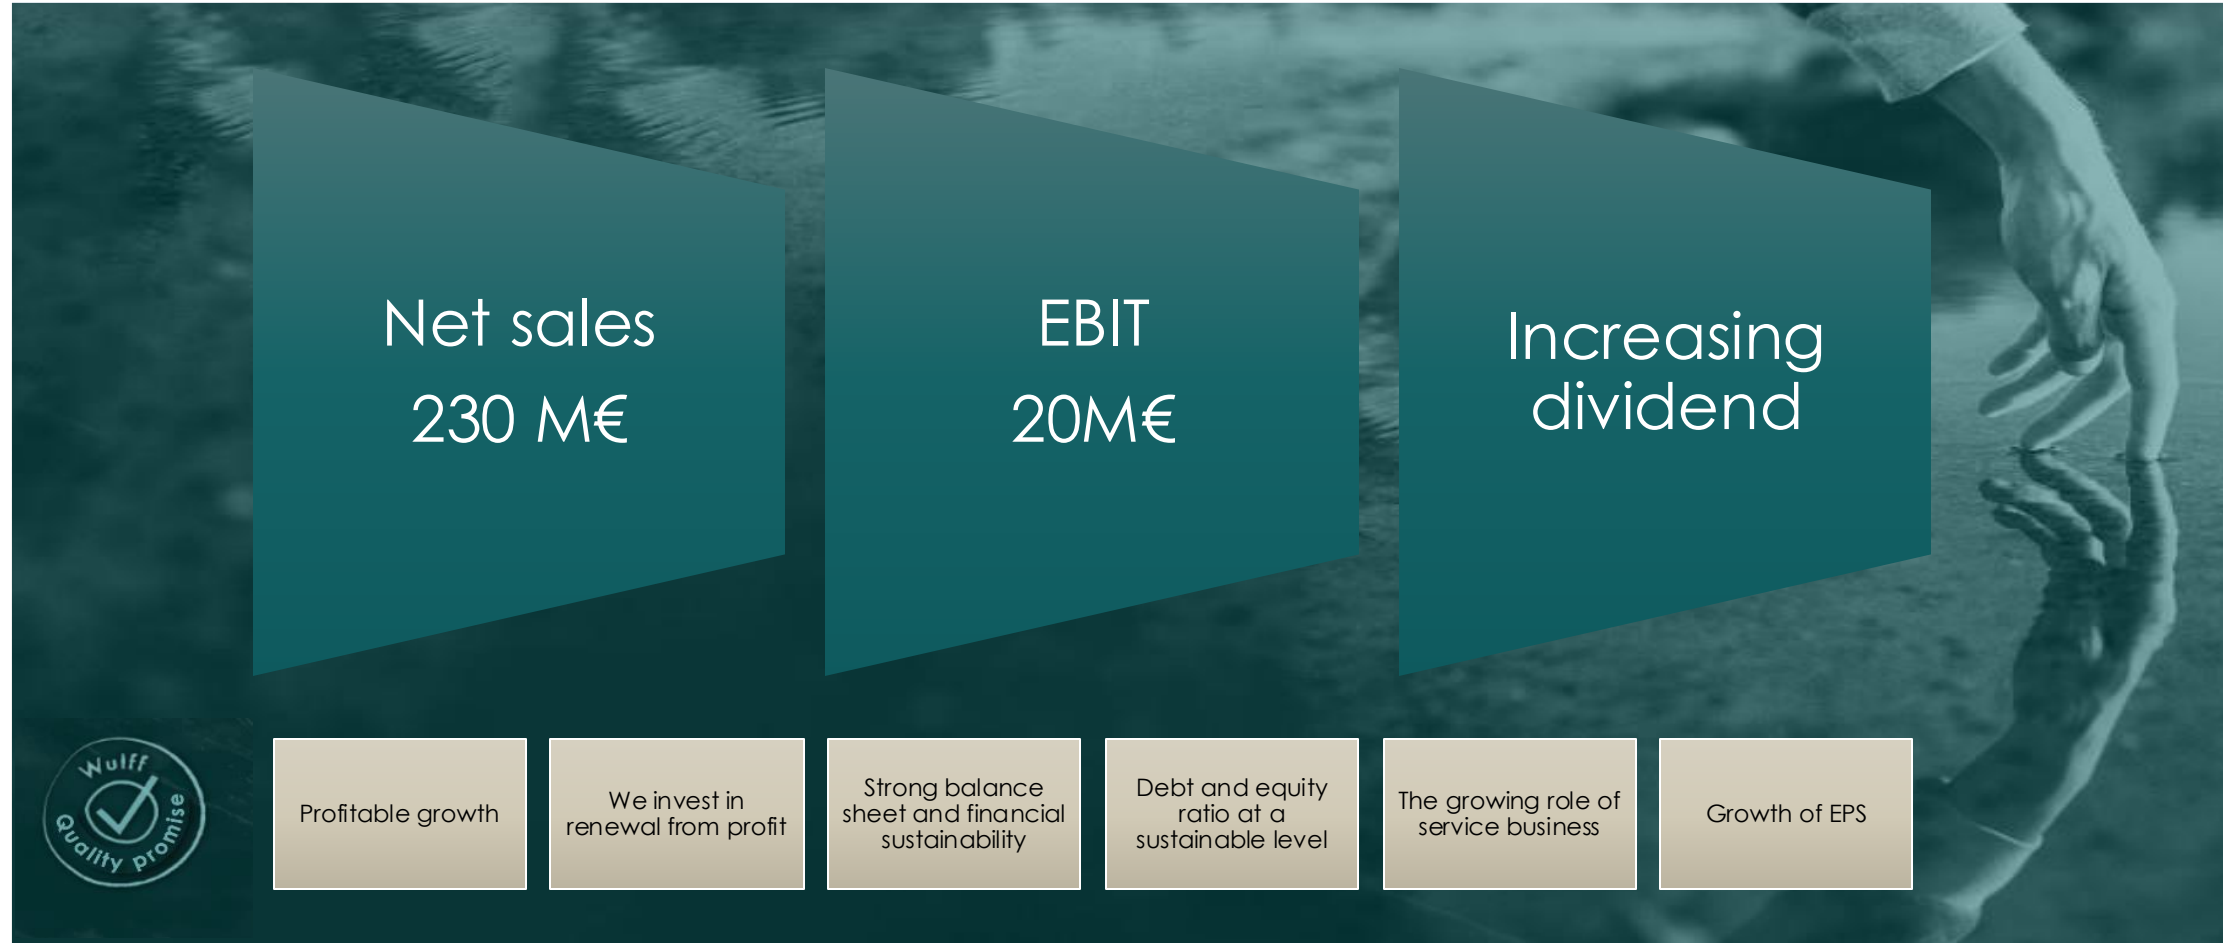 Net sales
230 M€
EBIT
20M€
Increasing
dividend
Wulff
Quality promise
Profitable growth
We invest in
renewal from profit
Strong balance
sheet and financial
sustainability
Debt and equity
ratio at a
sustainable level
The growing role of
service business
Growth of EPS